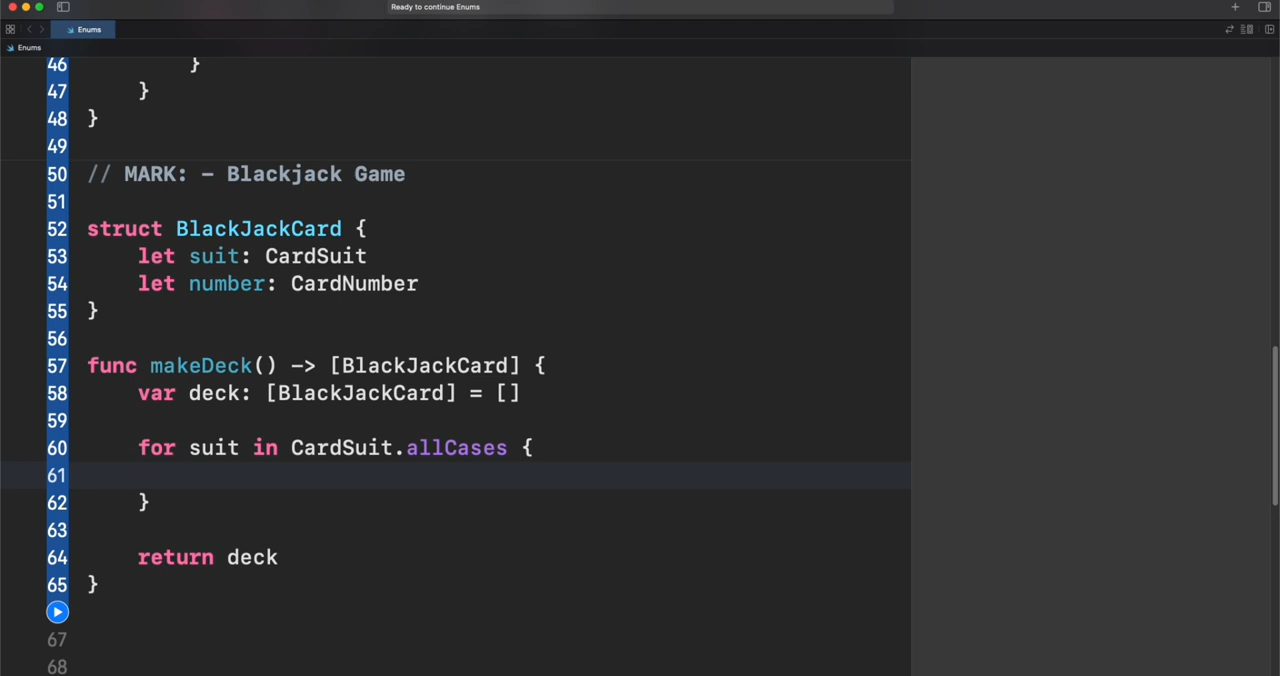 Ready to continue Enums
Enums
Enums
46 }
47 }
48 }
49
50 // MARK: - Blackjack Game
51
52 struct BlackJackCard {
53 let suit: CardSuit
54 let number: CardNumber
55 }
56
57 func makeDeck() -> [BlackJackCard] {
58 var deck: [BlackJackCard] = []
59
60 for suit in CardSuit.allCases {
61
62 }
63
64 return deck
65 }
67
68